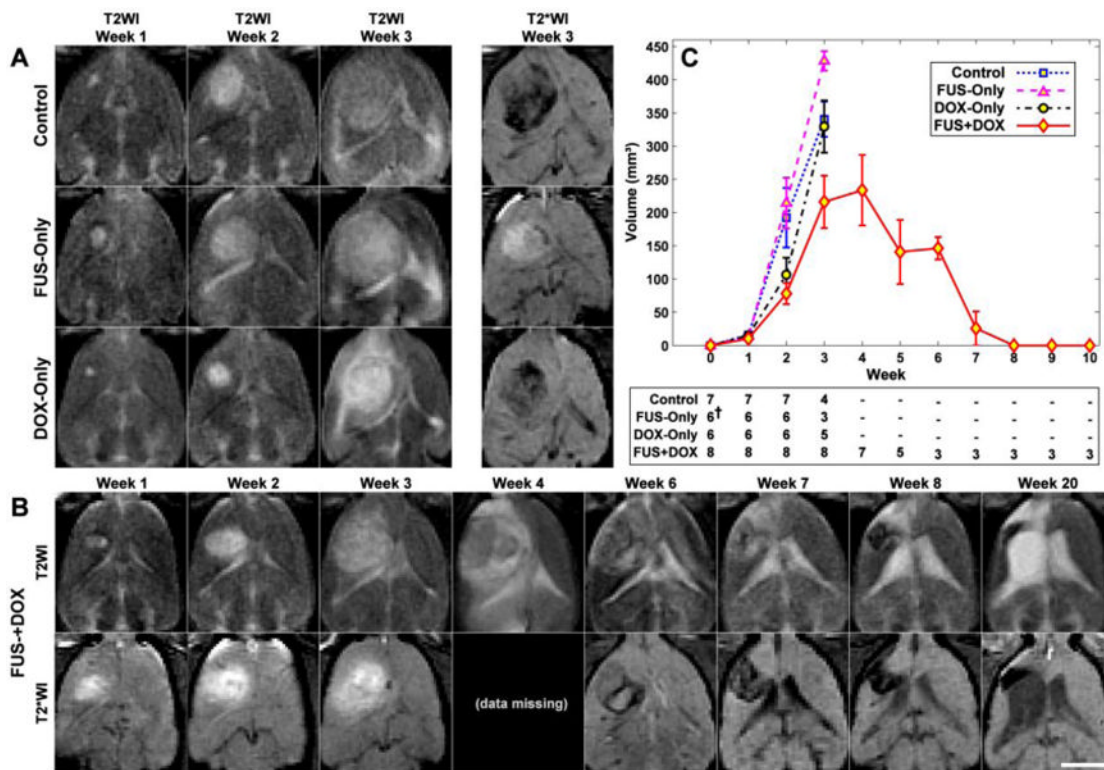 T2WI T2WI T2WI T2*WI
Week 1 Week 2 Week 3 Week 3
A
Control
FUS-Only
DOX-Only
C
450
400
350
300
250
200
150
100
50
0
Volume (mm³)
0 1 2 3 4 5 6 7 8 9 10
Week
Control
FUS-Only
DOX-Only
FUS+DOX
Control 7 7 7 4 - - - - - - -
FUS-Only 6† 6 6 3 - - - - - - -
DOX-Only 6 6 6 5 - - - - - - -
FUS+DOX 8 8 8 8 7 5 3 3 3 3 3
Week 1 Week 2 Week 3 Week 4 Week 6 Week 7 Week 8 Week 20
B
FUS-+DOX
T2WI
T2*WI
(data missing)